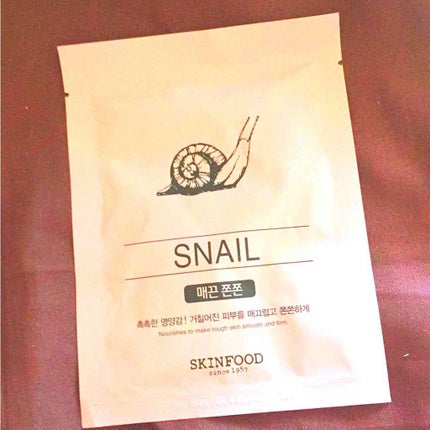 SNAIL
매끈 쫀쫀
촉촉한 영양감! 거칠어진 피부를 매끄럽고 쫀쫀하게
Nourishes to make rough skin smooth and firm.
SKINFOOD
since 1957